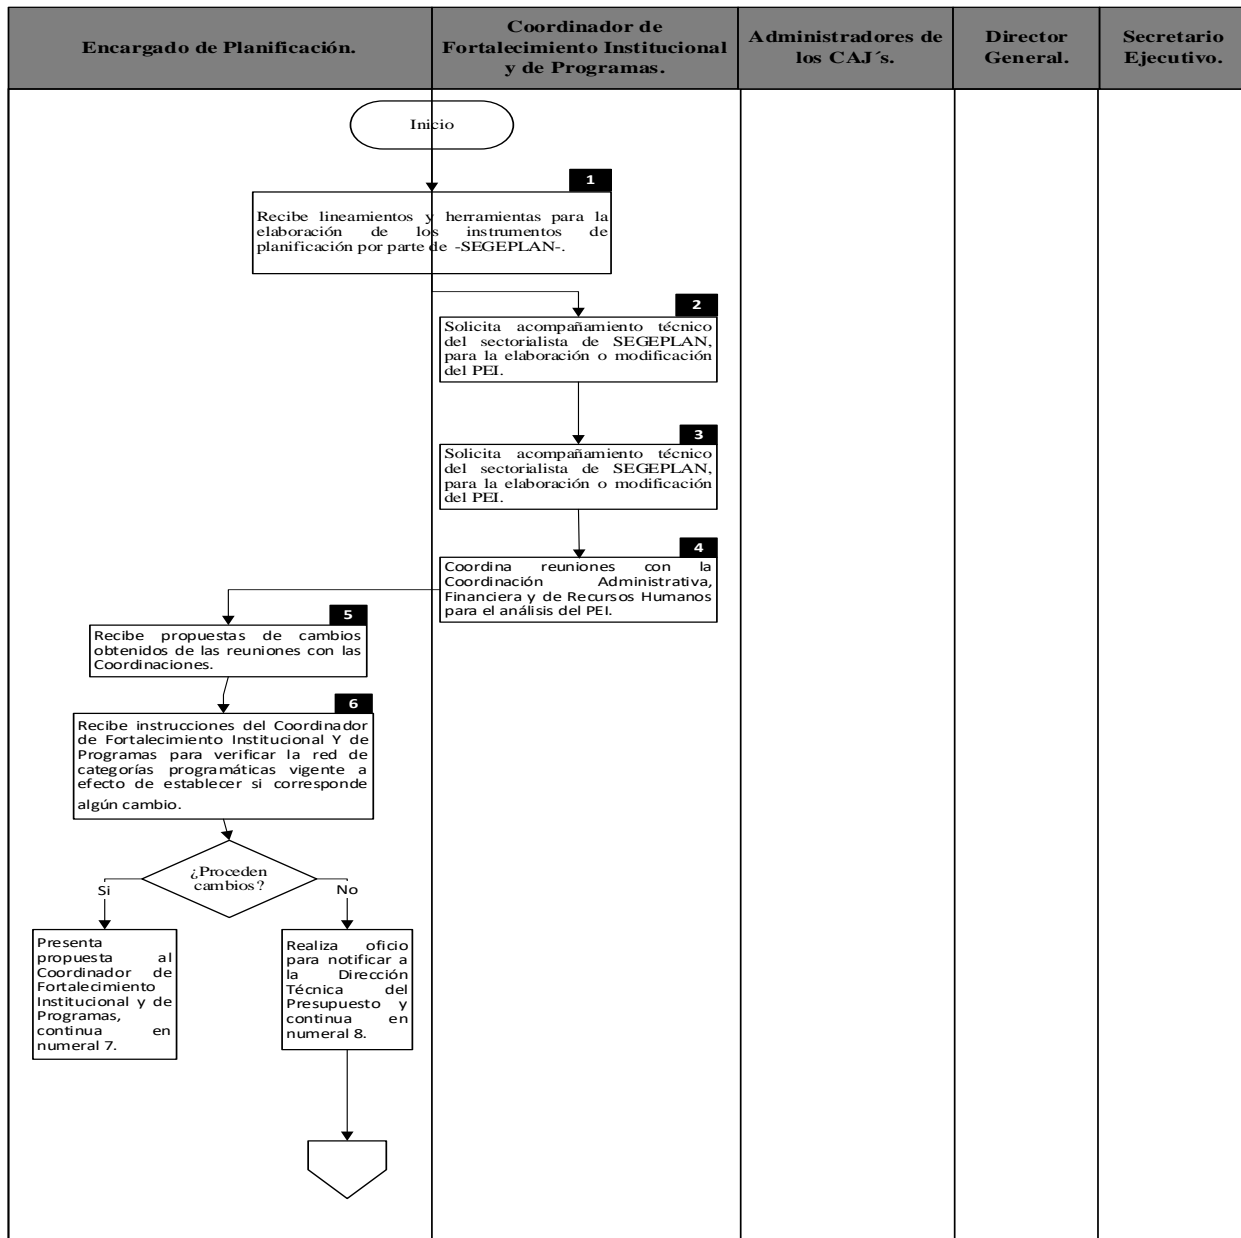 Encargado de Planificación.
Coordinador de
Fortalecimiento Institucional
y de Programas.
Administradores de
los CAJ´s.
Director
General.
Secretario
Ejecutivo.
Inicio
1
Recibe lineamientos y herramientas para la
elaboración de los instrumentos de
planificación por parte de -SEGEPLAN-.
2
Solicita acompañamiento técnico
del sectorialista de SEGEPLAN,
para la elaboración o modificación
del PEI.
3
Solicita acompañamiento técnico
del sectorialista de SEGEPLAN,
para la elaboración o modificación
del PEI.
4
Coordina reuniones con la
Coordinación Administrativa,
Financiera y de Recursos Humanos
para el análisis del PEI.
5
Recibe propuestas de cambios
obtenidos de las reuniones con las
Coordinaciones.
6
Recibe instrucciones del Coordinador
de Fortalecimiento Institucional Y de
Programas para verificar la red de
categorías programáticas vigente a
efecto de establecer si corresponde
algún cambio.
¿Proceden
cambios?
Si
No
Presenta
propuesta al
Coordinador de
Fortalecimiento
Institucional y de
Programas,
continua en
numeral 7.
Realiza oficio
para notificar a
la Dirección
Técnica del
Presupuesto y
continua en
numeral 8.